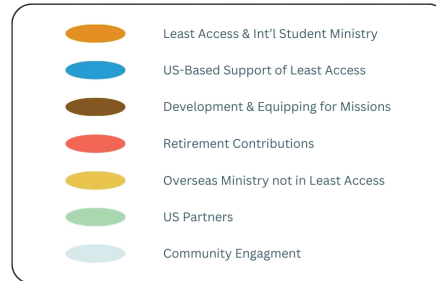 Least Access & Int'l Student Ministry
US-Based Support of Least Access
Development & Equipping for Missions
Retirement Contributions
Overseas Ministry not in Least Access
US Partners
Community Engagment